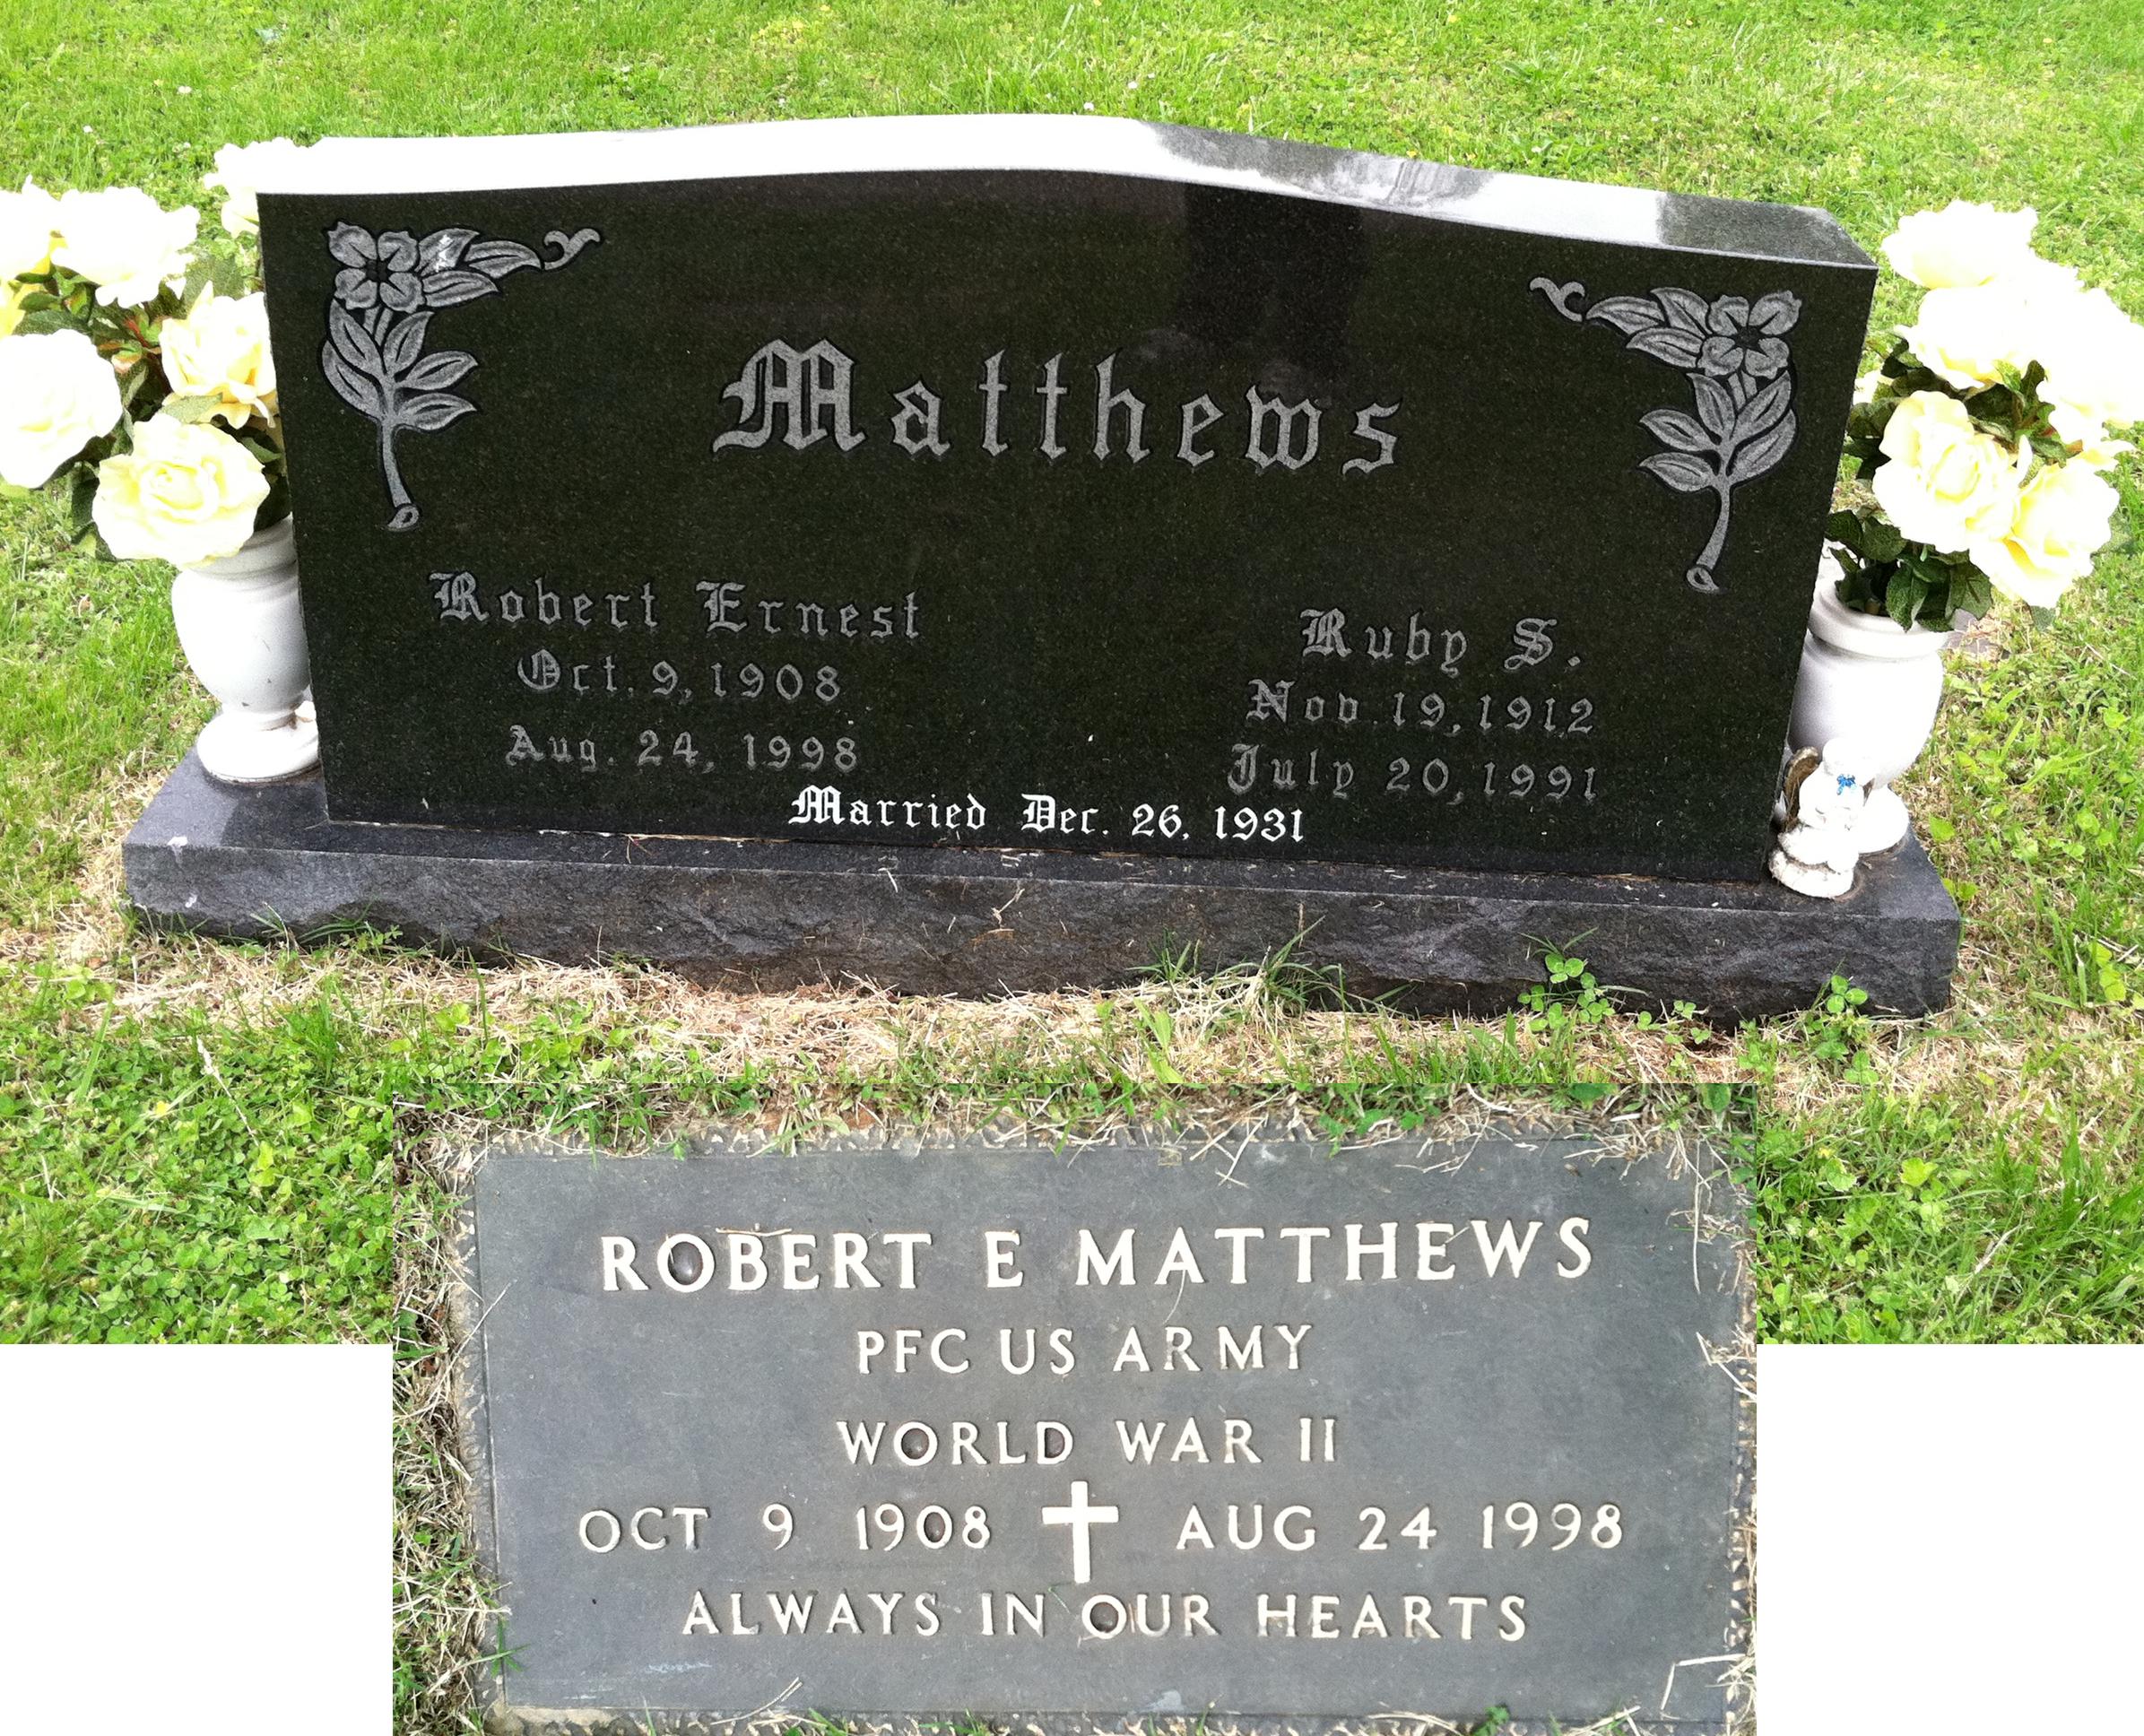 Matthews
Robert Ernest
Oct. 9, 1908
Aug. 24, 1998
Ruby S.
Nov. 19, 1912
July 20, 1991
Married Dec. 26, 1931
ROBERT E MATTHEWS
PFC US ARMY
WORLD WAR II
OCT 9 1908 AUG 24 1998
ALWAYS IN OUR HEARTS